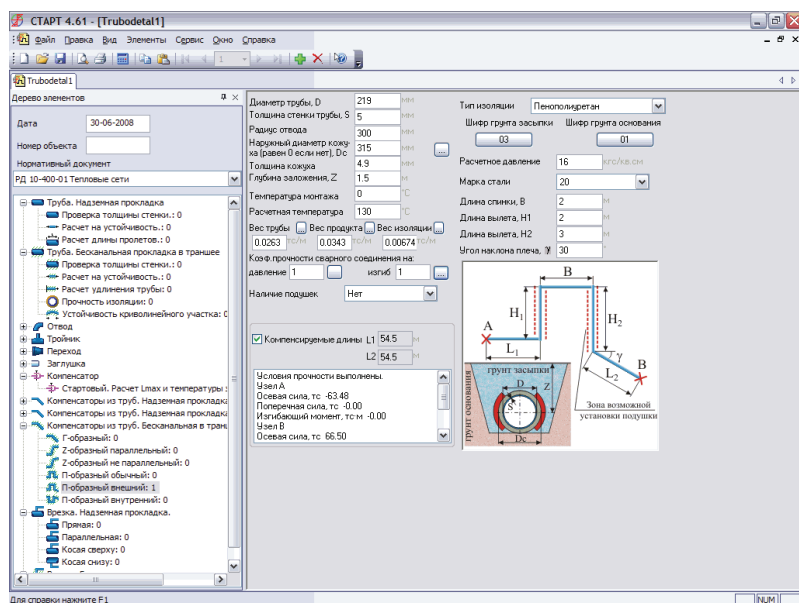 СТАРТ 4.61 - [Trubodetal1]
Файл Правка Вид Элементы Сервис Окно Справка
1
Trubodetal1
Дерево элементов
Дата 30-06-2008
Номер объекта
Нормативный документ
РД 10-400-01 Тепловые сети
Труба. Надземная прокладка
Проверка толщины стенки.: 0
Расчет на устойчивость.: 0
Расчет длины пролетов.: 0
Труба. Бесканальная прокладка в траншее
Проверка толщины стенки.: 0
Расчет на устойчивость.: 0
Расчет удлинения трубы: 0
Прочность изоляции: 0
Устойчивость криволинейного участка: 0
Отвод
Тройник
Переход
Заглушка
Компенсатор
Стартовый. Расчет Lmax и температуры
Компенсаторы из труб. Надземная прокладка
Компенсаторы из труб. Надземная прокладка
Компенсаторы из труб. Бесканальная в тран
Г-образный: 0
Z-образный параллельный: 0
Z-образный не параллельный: 0
П-образный обычный: 0
П-образный внешний: 1
П-образный внутренний: 0
Врезка. Надземная прокладка.
Прямая: 0
Параллельная: 0
Косая сверху: 0
Косая снизу: 0
Диаметр трубы, D 219 мм
Толщина стенки трубы, S 5 мм
Радиус отвода 300 мм
Наружный диаметр кожу-
ха (равен 0 если нет), Dc 315 мм ...
Толщина кожуха 4.9 мм
Глубина заложения, Z 1.5 м
Температура монтажа 0 °C
Расчетная температура 130 °C
Вес трубы ... Вес продукта ... Вес изоляции ...
0.0263 тс/м 0.0343 тс/м 0.00674 тс/м
Коэф.прочности сварного соединения на:
давление 1 ... изгиб 1 ...
Наличие подушек Нет
Компенсируемые длины L1 54.5 м
L2 54.5 м
Условия прочности выполнены.
Узел A
Осевая сила, тс -63.48
Поперечная сила, тс -0.00
Изгибающий момент, тс·м -0.00
Узел B
Осевая сила, тс 66.50
Тип изоляции Пенополиуретан
Шифр грунта засыпки Шифр грунта основания
03 01
Расчетное давление 16 кгс/кв.см
Марка стали 20
Длина спинки, B 2 м
Длина вылета, H1 2 м
Длина вылета, H2 3 м
Угол наклона плеча, γ 30 °
B
H1
H2
A
L1
γ
L2
B
грунт засыпки
грунт основания
D
Z
S
Dc
Зона возможной
установки подушки
Для справки нажмите F1
NUM